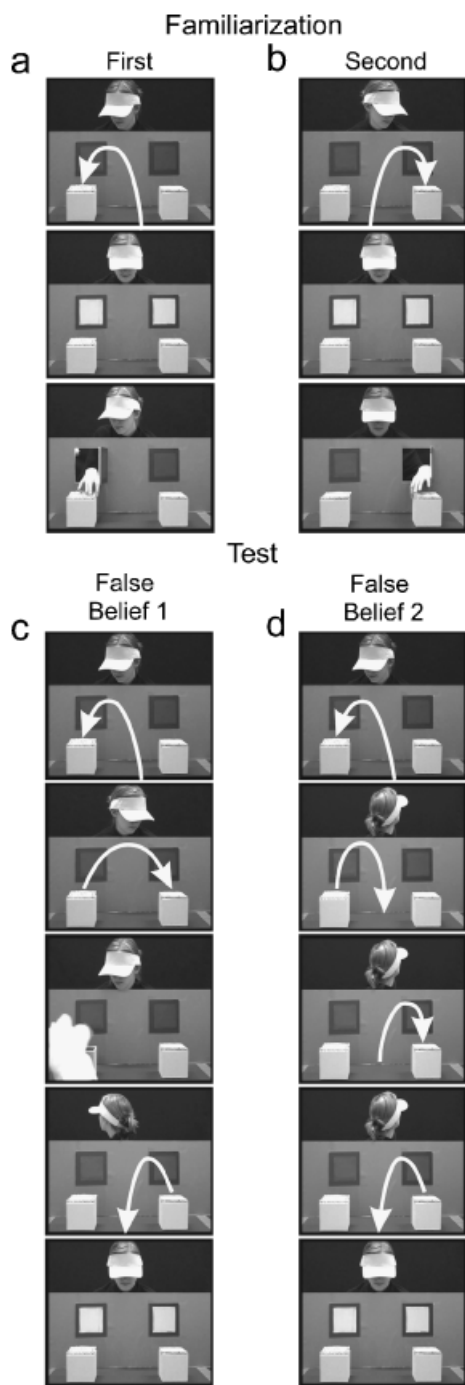 Familiarization
a First
b Second
Test
c False Belief 1
d False Belief 2